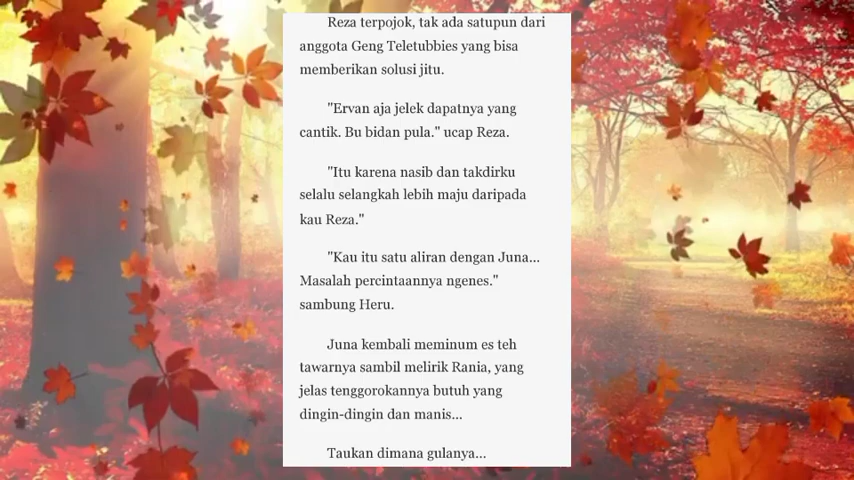 Reza terpojok, tak ada satupun dari
anggota Geng Teletubbies yang bisa
memberikan solusi jitu.
"Ervan aja jelek dapatnya yang
cantik. Bu bidan pula." ucap Reza.
"Itu karena nasib dan takdirku
selalu selangkah lebih maju daripada
kau Reza."
"Kau itu satu aliran dengan Juna...
Masalah percintaannya ngenes."
sambung Heru.
Juna kembali meminum es teh
tawarnya sambil melirik Rania, yang
jelas tenggorokannya butuh yang
dingin-dingin dan manis...
Taukan dimana gulanya...